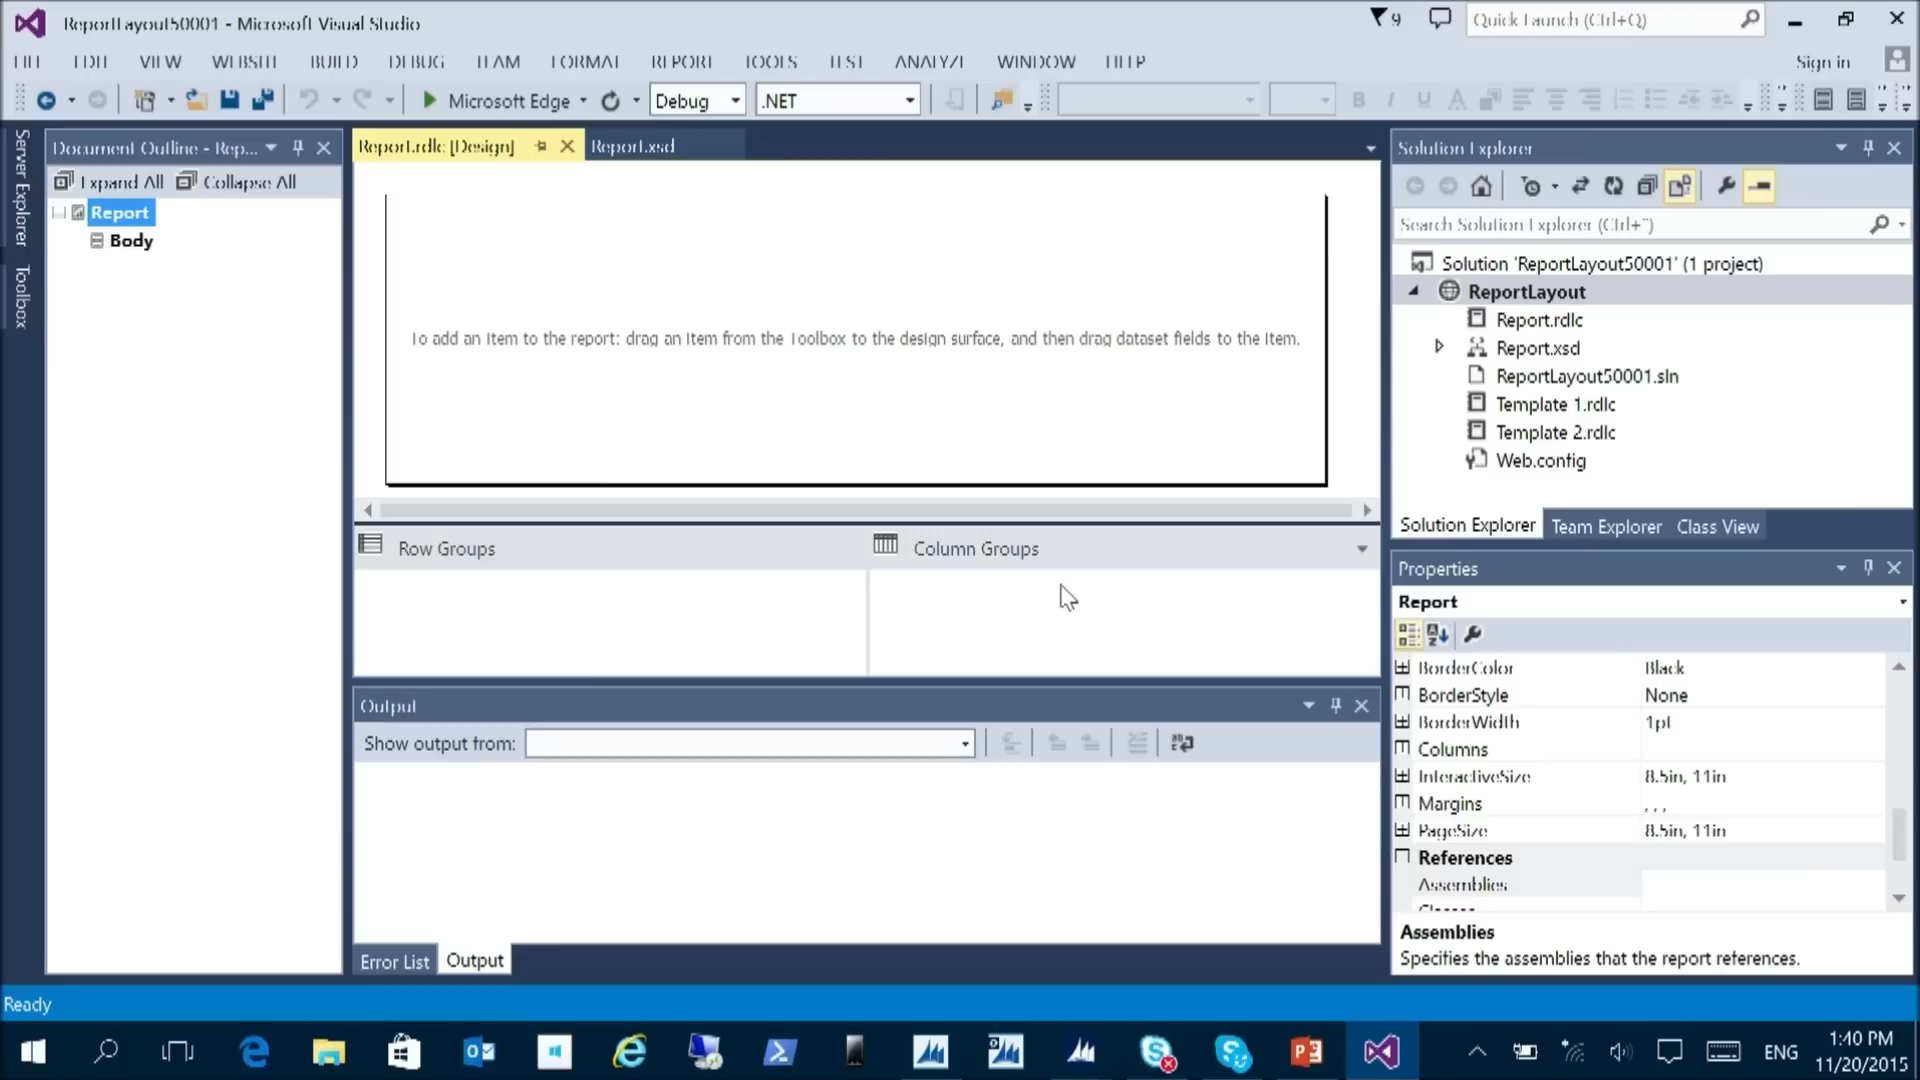 ReportLayout50001 - Microsoft Visual Studio
9
Quick Launch (Ctrl+Q)
FILE EDIT VIEW WEBSITE BUILD DEBUG TEAM FORMAT REPORT TOOLS TEST ANALYZE WINDOW HELP
Sign in
Microsoft Edge
Debug
.NET
B I U A
Server Explorer
Toolbox
Document Outline - Rep...
Expand All Collapse All
Report
Body
Report.rdlc [Design]
Report.xsd
To add an item to the report: drag an item from the Toolbox to the design surface, and then drag dataset fields to the item.
Row Groups
Column Groups
Output
Show output from:
Error List
Output
Solution Explorer
Search Solution Explorer (Ctrl+")
Solution 'ReportLayout50001' (1 project)
ReportLayout
Report.rdlc
Report.xsd
ReportLayout50001.sln
Template 1.rdlc
Template 2.rdlc
Web.config
Solution Explorer Team Explorer Class View
Properties
Report
BorderColor Black
BorderStyle None
BorderWidth 1pt
Columns
InteractiveSize 8.5in, 11in
Margins , , ,
PageSize 8.5in, 11in
References
Assemblies
Assemblies
Specifies the assemblies that the report references.
Ready
ENG
1:40 PM
11/20/2015